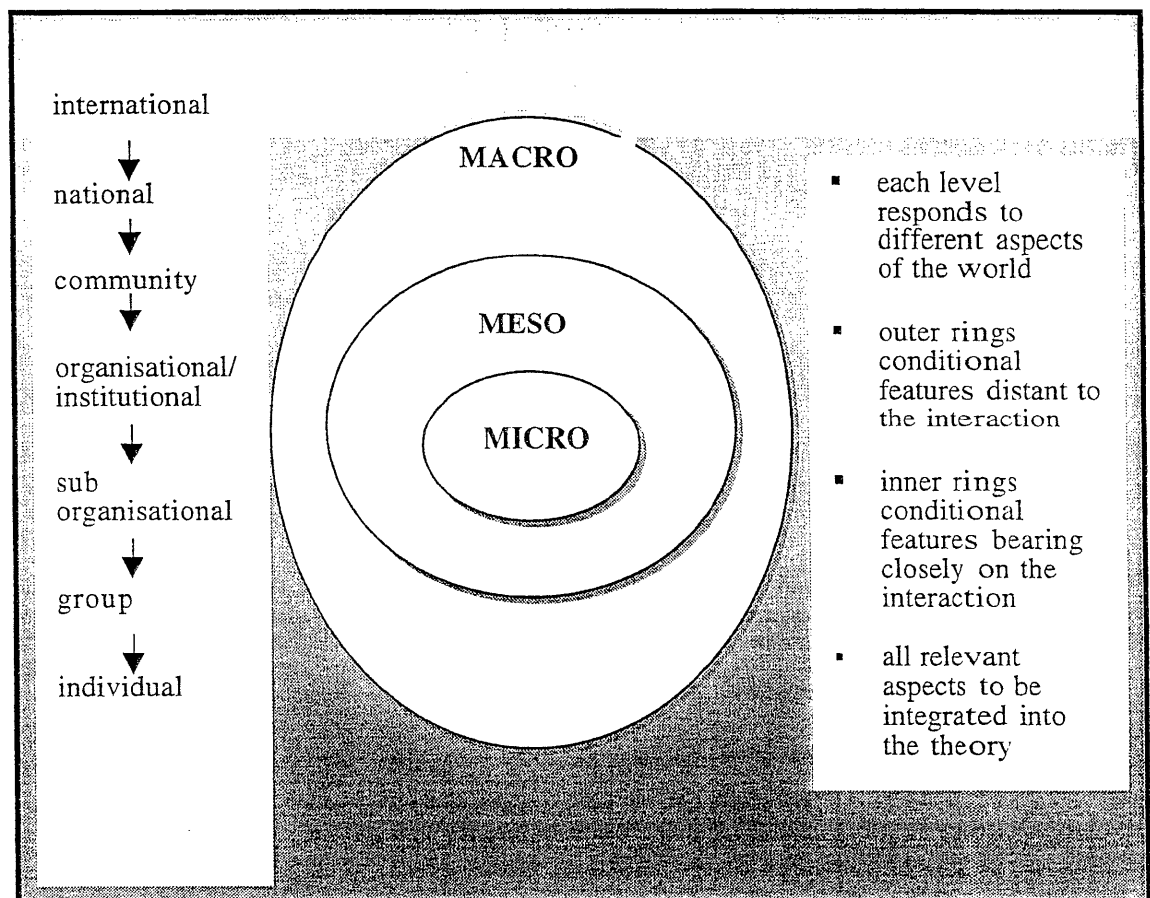 international
national
community
organisational/
institutional
sub
organisational
group
individual
MACRO
MESO
MICRO
▪ each level
responds to
different aspects
of the world
▪ outer rings
conditional
features distant to
the interaction
▪ inner rings
conditional
features bearing
closely on the
interaction
▪ all relevant
aspects to be
integrated into
the theory